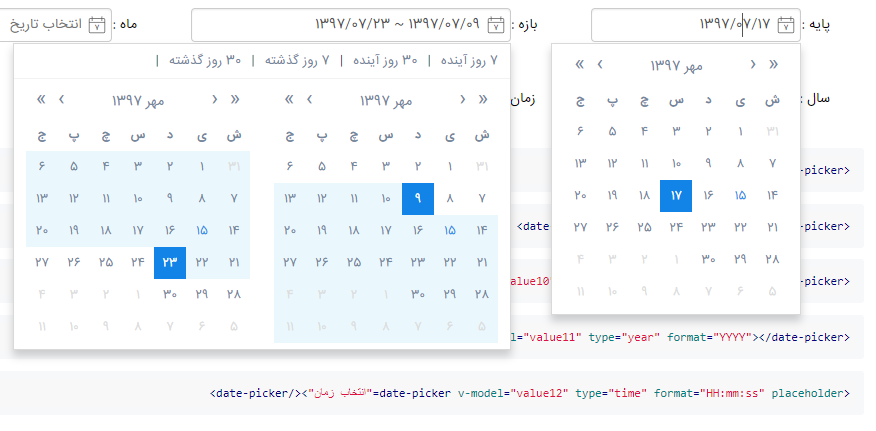 پایه : ۱۳۹۷/۰۷/۱۷
بازه : ۱۳۹۷/۰۷/۰۹ ~ ۱۳۹۷/۰۷/۲۳
ماه : انتخاب تاریخ
مهر ۱۳۹۷
ش ی د س چ پ ج
۳۱ ۱ ۲ ۳ ۴ ۵ ۶
۷ ۸ ۹ ۱۰ ۱۱ ۱۲ ۱۳
۱۴ ۱۵ ۱۶ ۱۷ ۱۸ ۱۹ ۲۰
۲۱ ۲۲ ۲۳ ۲۴ ۲۵ ۲۶ ۲۷
۲۸ ۲۹ ۳۰ ۱ ۲ ۳ ۴
۵ ۶ ۷ ۸ ۹ ۱۰ ۱۱
۷ روز آینده | ۳۰ روز آینده | ۷ روز گذشته | ۳۰ روز گذشته |
مهر ۱۳۹۷
ش ی د س چ پ ج
۳۱ ۱ ۲ ۳ ۴ ۵ ۶
۷ ۸ ۹ ۱۰ ۱۱ ۱۲ ۱۳
۱۴ ۱۵ ۱۶ ۱۷ ۱۸ ۱۹ ۲۰
۲۱ ۲۲ ۲۳ ۲۴ ۲۵ ۲۶ ۲۷
۲۸ ۲۹ ۳۰ ۱ ۲ ۳ ۴
۵ ۶ ۷ ۸ ۹ ۱۰ ۱۱
مهر ۱۳۹۷
ش ی د س چ پ ج
۳۱ ۱ ۲ ۳ ۴ ۵ ۶
۷ ۸ ۹ ۱۰ ۱۱ ۱۲ ۱۳
۱۴ ۱۵ ۱۶ ۱۷ ۱۸ ۱۹ ۲۰
۲۱ ۲۲ ۲۳ ۲۴ ۲۵ ۲۶ ۲۷
۲۸ ۲۹ ۳۰ ۱ ۲ ۳ ۴
۵ ۶ ۷ ۸ ۹ ۱۰ ۱۱
سال :
زمان
-picker>
<date -picker>
alue10 -picker>
l="value11" type="year" format="YYYY"></date-picker>
<date-picker/><"انتخاب زمان"=date-picker v-model="value12" type="time" format="HH:mm:ss" placeholder>